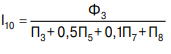 I₁₀ = Ф₃ / (П₃ + 0,5П₅ + 0,1П₇ + П₈)